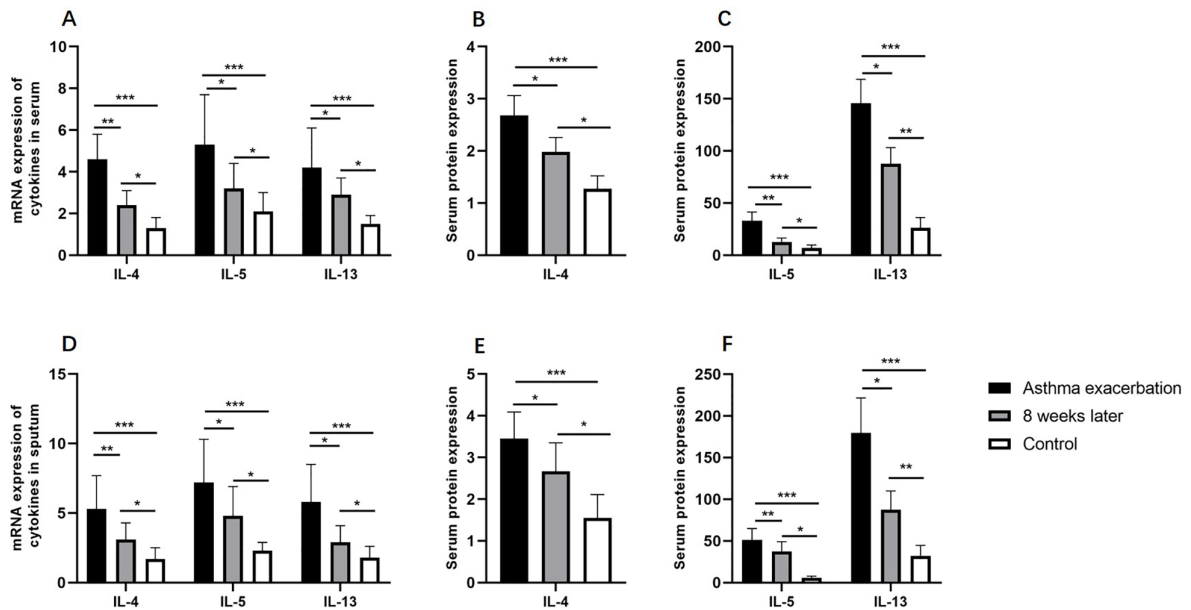 A
mRNA expression of
cytokines in serum
10
8
6
4
2
0
***
**
*
***
*
*
***
*
*
IL-4
IL-5
IL-13
B
Serum protein expression
4
3
2
1
0
***
*
*
IL-4
C
Serum protein expression
200
150
100
50
0
***
**
*
***
*
**
IL-5
IL-13
D
mRNA expression of
cytokines in sputum
15
10
5
0
***
**
*
***
*
*
***
*
*
IL-4
IL-5
IL-13
E
Serum protein expression
5
4
3
2
1
0
***
*
*
IL-4
F
Serum protein expression
250
200
150
100
50
0
***
**
*
***
*
**
IL-5
IL-13
Asthma exacerbation
8 weeks later
Control